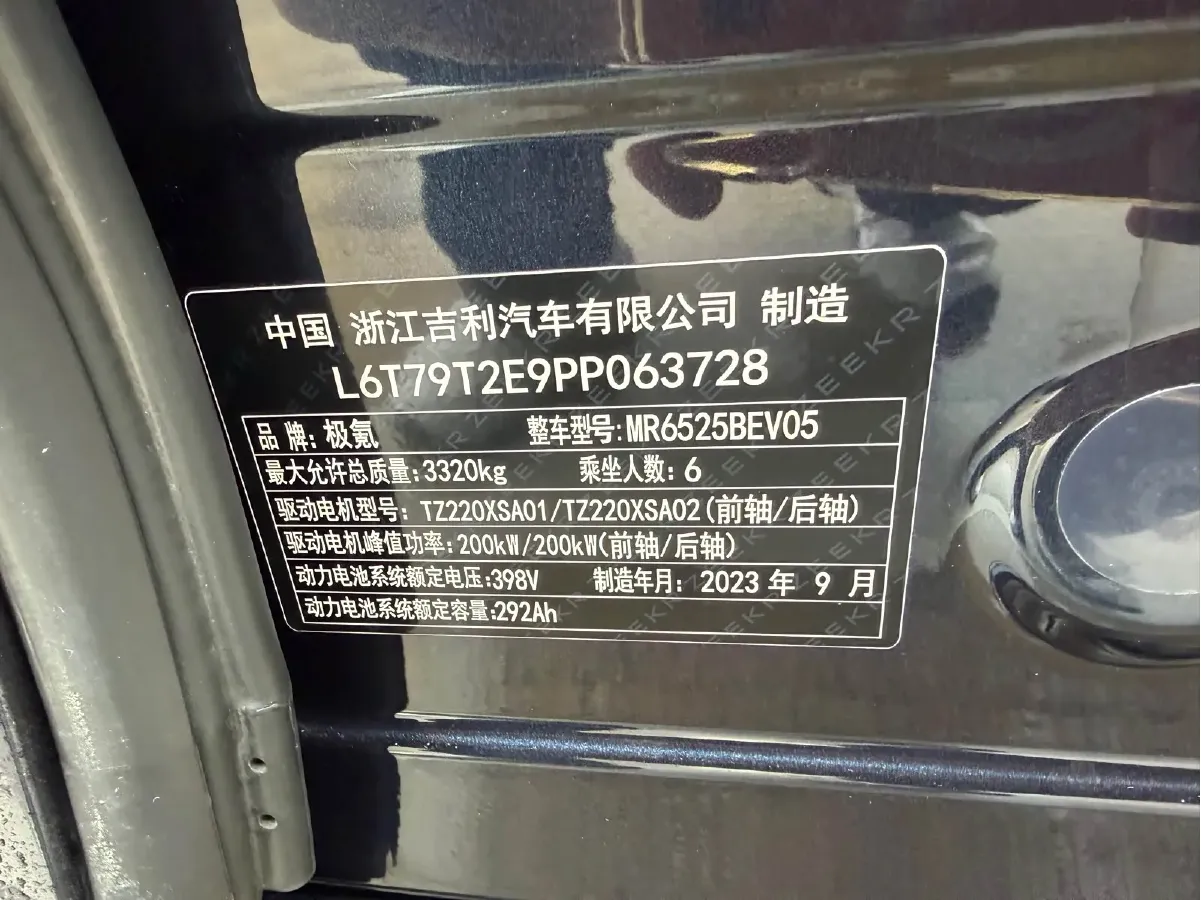 中国 浙江吉利汽车有限公司 制造
L6T79T2E9PP063728
品牌:极氪 整车型号:MR6525BEV05
最大允许总质量:3320kg 乘坐人数:6
驱动电机型号: TZ220XSA01/TZ220XSA02(前轴/后轴)
驱动电机峰值功率:200kW/200kW(前轴/后轴)
动力电池系统额定电压:398V 制造年月: 2023 年 9 月
动力电池系统额定容量:292Ah
ZEEKR